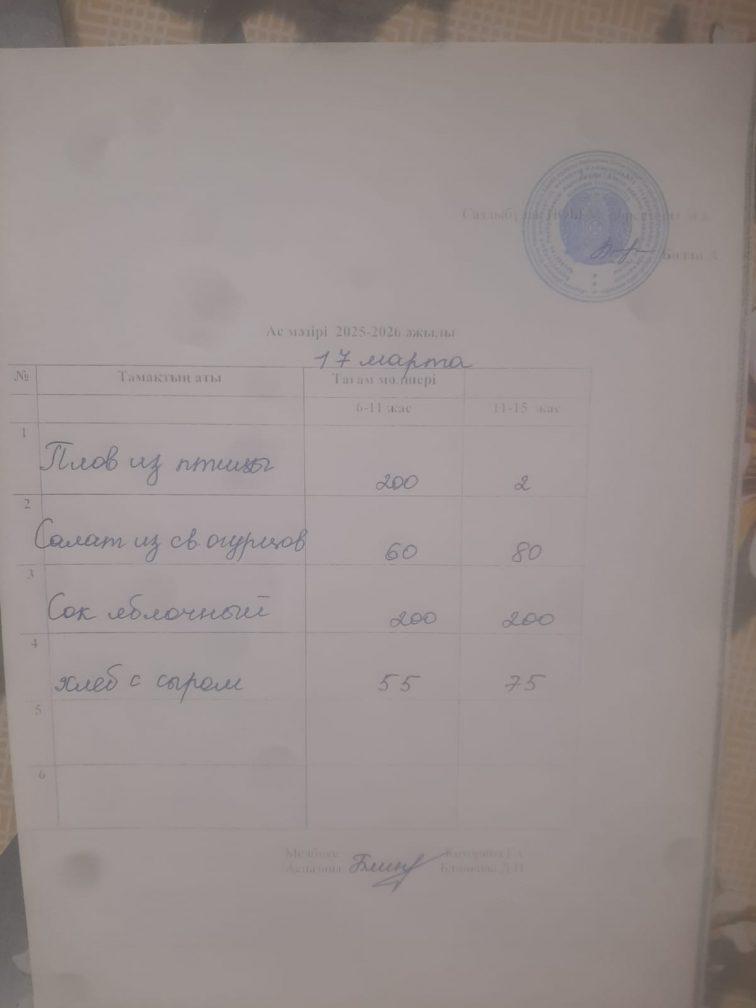 Ас мәзірі 2025-2026 жылы
17 марта
№ Тамақтың аты Тағам мөлшері
6-11 жас 11-15 жас
1 Плов из птицы 200 2
2 Салат из св огурцов 60 80
3 Сок яблочный 200 200
4 хлеб с сыром 55 75
5
6
Медбике